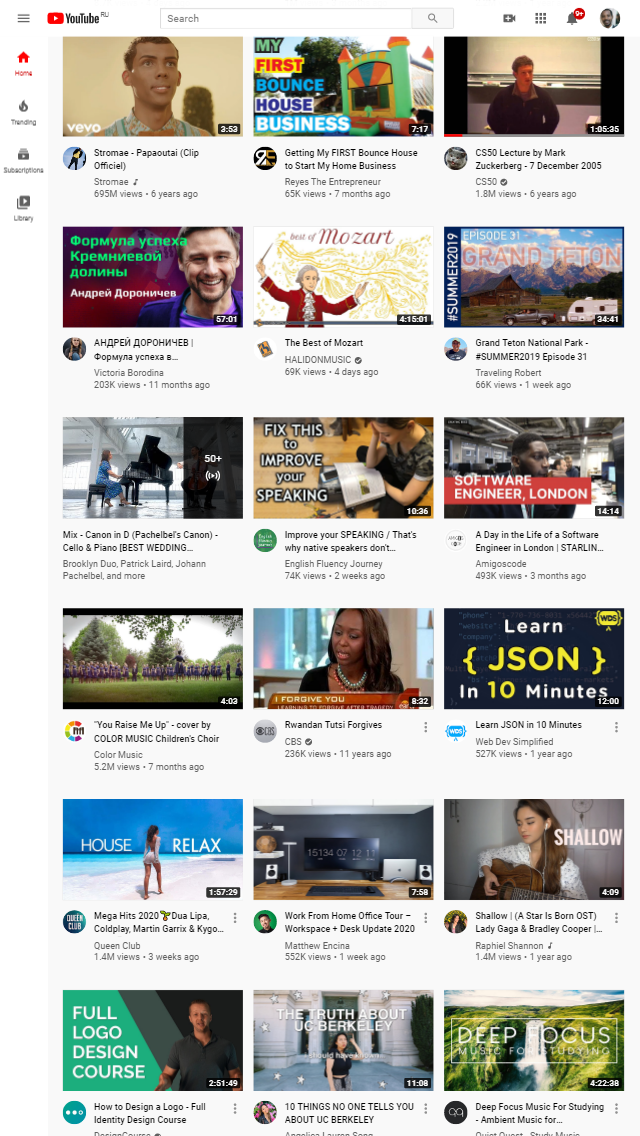 YouTube RU
Search
9+
Home
Trending
Subscriptions
Library
vevo
3:53
Stromae - Papaoutai (Clip
Officiel)
Stromae
695M views • 6 years ago
MY
FIRST
BOUNCE
HOUSE
BUSINESS
7:17
Getting My FIRST Bounce House
to Start My Home Business
Reyes The Entrepreneur
65K views • 7 months ago
1:05:35
CS50 Lecture by Mark
Zuckerberg - 7 December 2005
CS50
1.8M views • 6 years ago
Формула успеха
Кремниевой
долины
Андрей Дороничев
57:01
АНДРЕЙ ДОРОНИЧЕВ |
Формула успеха в...
Victoria Borodina
203K views • 11 months ago
best of Mozart
4:15:01
The Best of Mozart
HALIDONMUSIC
69K views • 4 days ago
#SUMMER2019
EPISODE 31
GRAND TETON
34:41
Grand Teton National Park -
#SUMMER2019 Episode 31
Traveling Robert
66K views • 1 week ago
50+
Mix - Canon in D (Pachelbel's Canon) -
Cello & Piano [BEST WEDDING...
Brooklyn Duo, Patrick Laird, Johann
Pachelbel, and more
FIX THIS
to
IMPROVE
your
SPEAKING
10:36
Improve your SPEAKING / That's
why native speakers don't...
English Fluency Journey
74K views • 2 weeks ago
SOFTWARE
ENGINEER, LONDON
14:14
A Day in the Life of a Software
Engineer in London | STARLIN...
Amigoscode
493K views • 3 months ago
4:03
"You Raise Me Up" - cover by
COLOR MUSIC Children's Choir
Color Music
5.2M views • 7 months ago
I FORGIVE YOU
LEARNING TO FORGIVE AFTER TRAGEDY
8:32
CBS
Rwandan Tutsi Forgives
CBS
236K views • 11 years ago
WDS
Learn
{ JSON }
In 10 Minutes
12:00
WDS
Learn JSON in 10 Minutes
Web Dev Simplified
527K views • 1 year ago
HOUSE RELAX
1:57:29
QUEEN
CLUB
Mega Hits 2020🌱Dua Lipa,
Coldplay, Martin Garrix & Kygo...
Queen Club
1.4M views • 3 weeks ago
15134 07 12 11
7:58
Work From Home Office Tour –
Workspace + Desk Update 2020
Matthew Encina
552K views • 1 week ago
SHALLOW
4:09
Shallow | (A Star Is Born OST)
Lady Gaga & Bradley Cooper |...
Raphiel Shannon
1.4M views • 1 year ago
FULL
LOGO
DESIGN
COURSE
2:51:49
How to Design a Logo - Full
Identity Design Course
DesignCourse
THE TRUTH ABOUT
UC BERKELEY
11:08
10 THINGS NO ONE TELLS YOU
ABOUT UC BERKELEY
Angelica Lauren Song
DEEP FOCUS
MUSIC FOR STUDYING
4:22:38
Deep Focus Music For Studying
- Ambient Music for...
Quiet Quest - Study Music